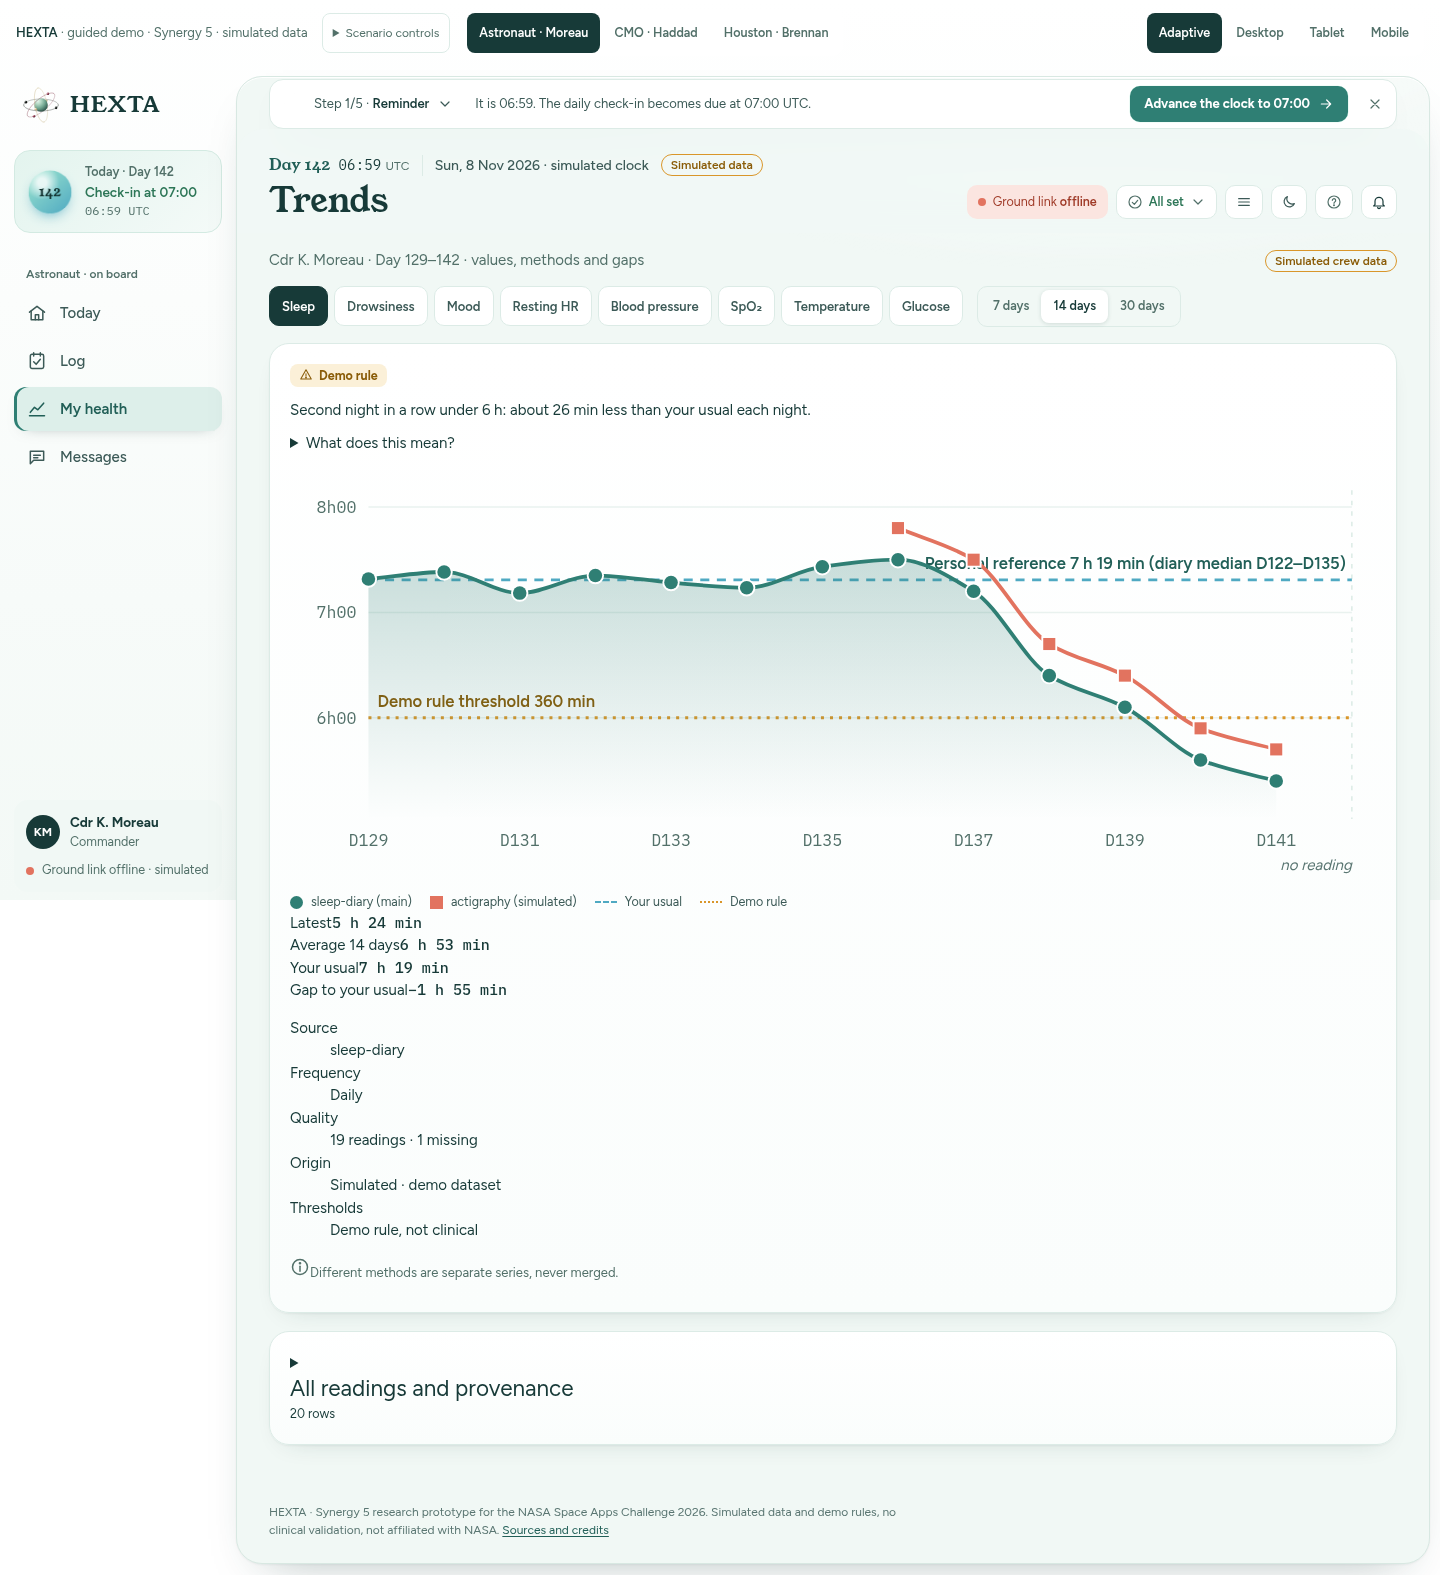 HEXTA · guided demo · Synergy 5 · simulated data
Scenario controls
Astronaut · Moreau
CMO · Haddad
Houston · Brennan
Adaptive
Desktop
Tablet
Mobile
HEXTA
142
Today · Day 142
Check-in at 07:00
06:59 UTC
Astronaut · on board
Today
Log
My health
Messages
KM
Cdr K. Moreau
Commander
Ground link offline · simulated
Step 1/5 · Reminder
It is 06:59. The daily check-in becomes due at 07:00 UTC.
Advance the clock to 07:00
Day 142 06:59 UTC
Sun, 8 Nov 2026 · simulated clock
Simulated data
Trends
Ground link offline
All set
Cdr K. Moreau · Day 129–142 · values, methods and gaps
Simulated crew data
Sleep
Drowsiness
Mood
Resting HR
Blood pressure
SpO₂
Temperature
Glucose
7 days
14 days
30 days
Demo rule
Second night in a row under 6 h: about 26 min less than your usual each night.
What does this mean?
8h00
Personal reference 7 h 19 min (diary median D122–D135)
7h00
Demo rule threshold 360 min
6h00
D129
D131
D133
D135
D137
D139
D141
no reading
sleep-diary (main)
actigraphy (simulated)
Your usual
Demo rule
Latest5 h 24 min
Average 14 days6 h 53 min
Your usual7 h 19 min
Gap to your usual−1 h 55 min
Source
sleep-diary
Frequency
Daily
Quality
19 readings · 1 missing
Origin
Simulated · demo dataset
Thresholds
Demo rule, not clinical
Different methods are separate series, never merged.
All readings and provenance
20 rows
HEXTA · Synergy 5 research prototype for the NASA Space Apps Challenge 2026. Simulated data and demo rules, no
clinical validation, not affiliated with NASA. Sources and credits